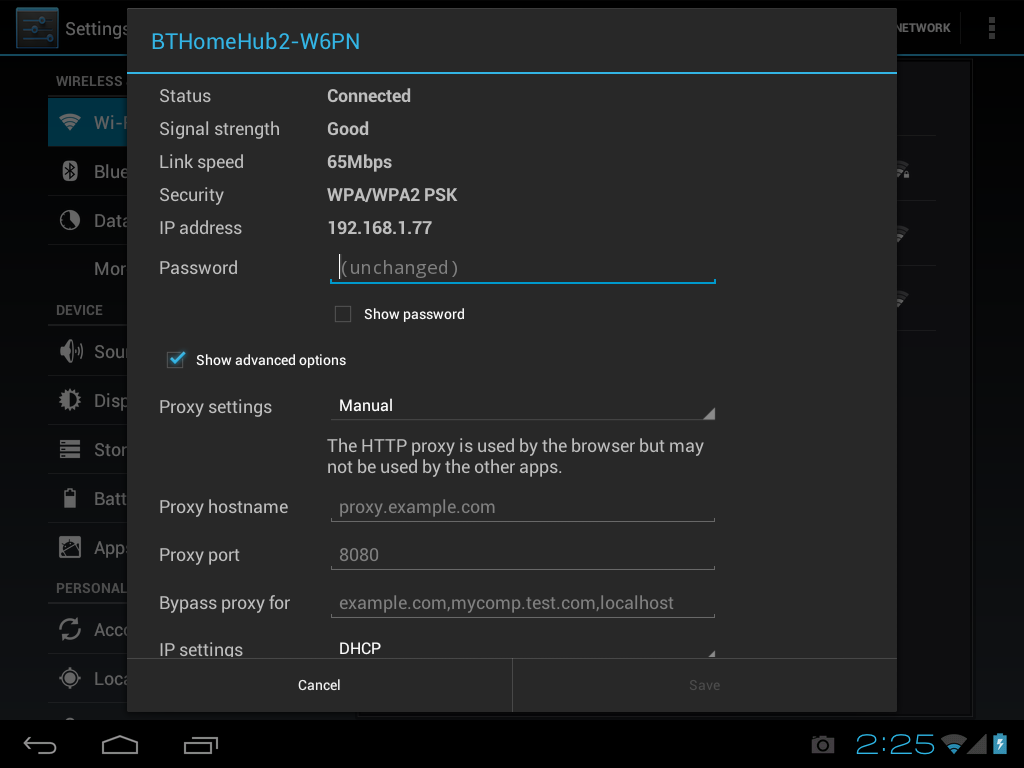 Settings
NETWORK
BTHomeHub2-W6PN
WIRELESS
Wi-F
Blue
Data
Mor
DEVICE
Sou
Disp
Stor
Batt
Apps
PERSONAL
Acco
Loca
Status Connected
Signal strength Good
Link speed 65Mbps
Security WPA/WPA2 PSK
IP address 192.168.1.77
Password (unchanged)
Show password
Show advanced options
Proxy settings Manual
The HTTP proxy is used by the browser but may
not be used by the other apps.
Proxy hostname proxy.example.com
Proxy port 8080
Bypass proxy for example.com,mycomp.test.com,localhost
IP settings DHCP
Cancel Save
2:25